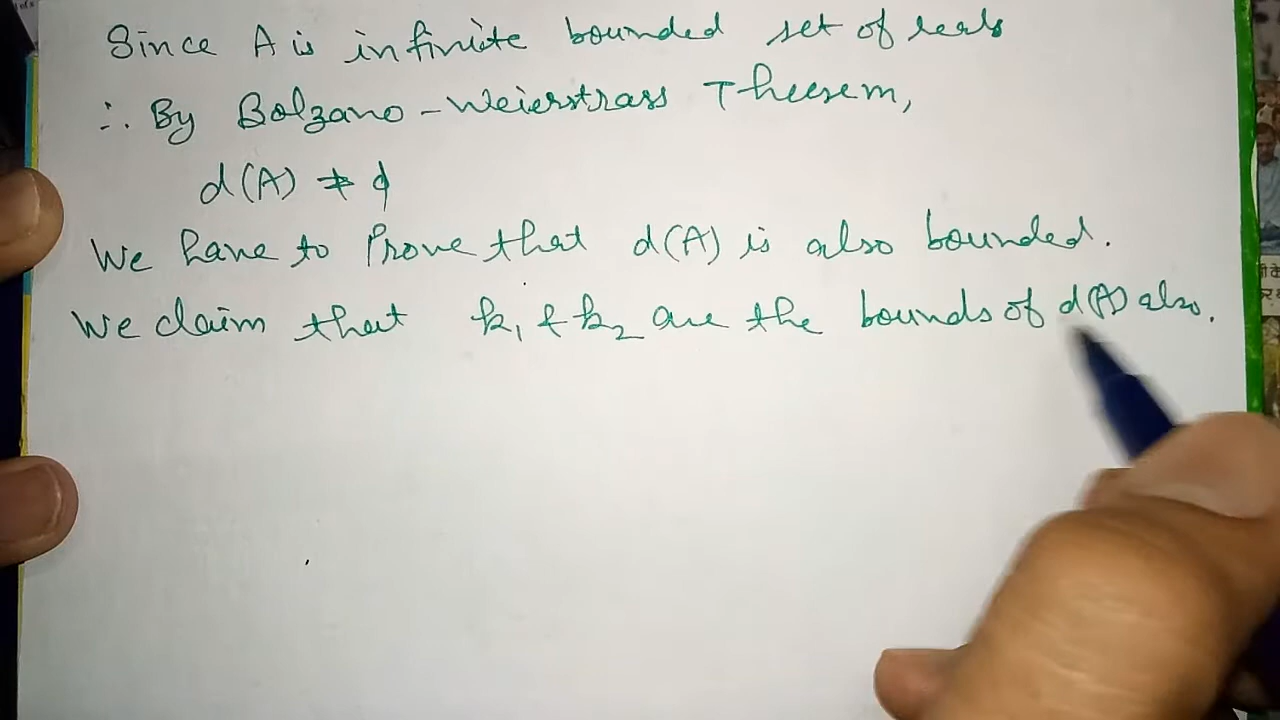 Since A is infinite bounded set of reals
∴ By Bolzano-Weierstrass Theorem,
d(A) ≠ ϕ
We have to Prove that d(A) is also bounded.
We claim that k₁ & k₂ are the bounds of d(A) also.